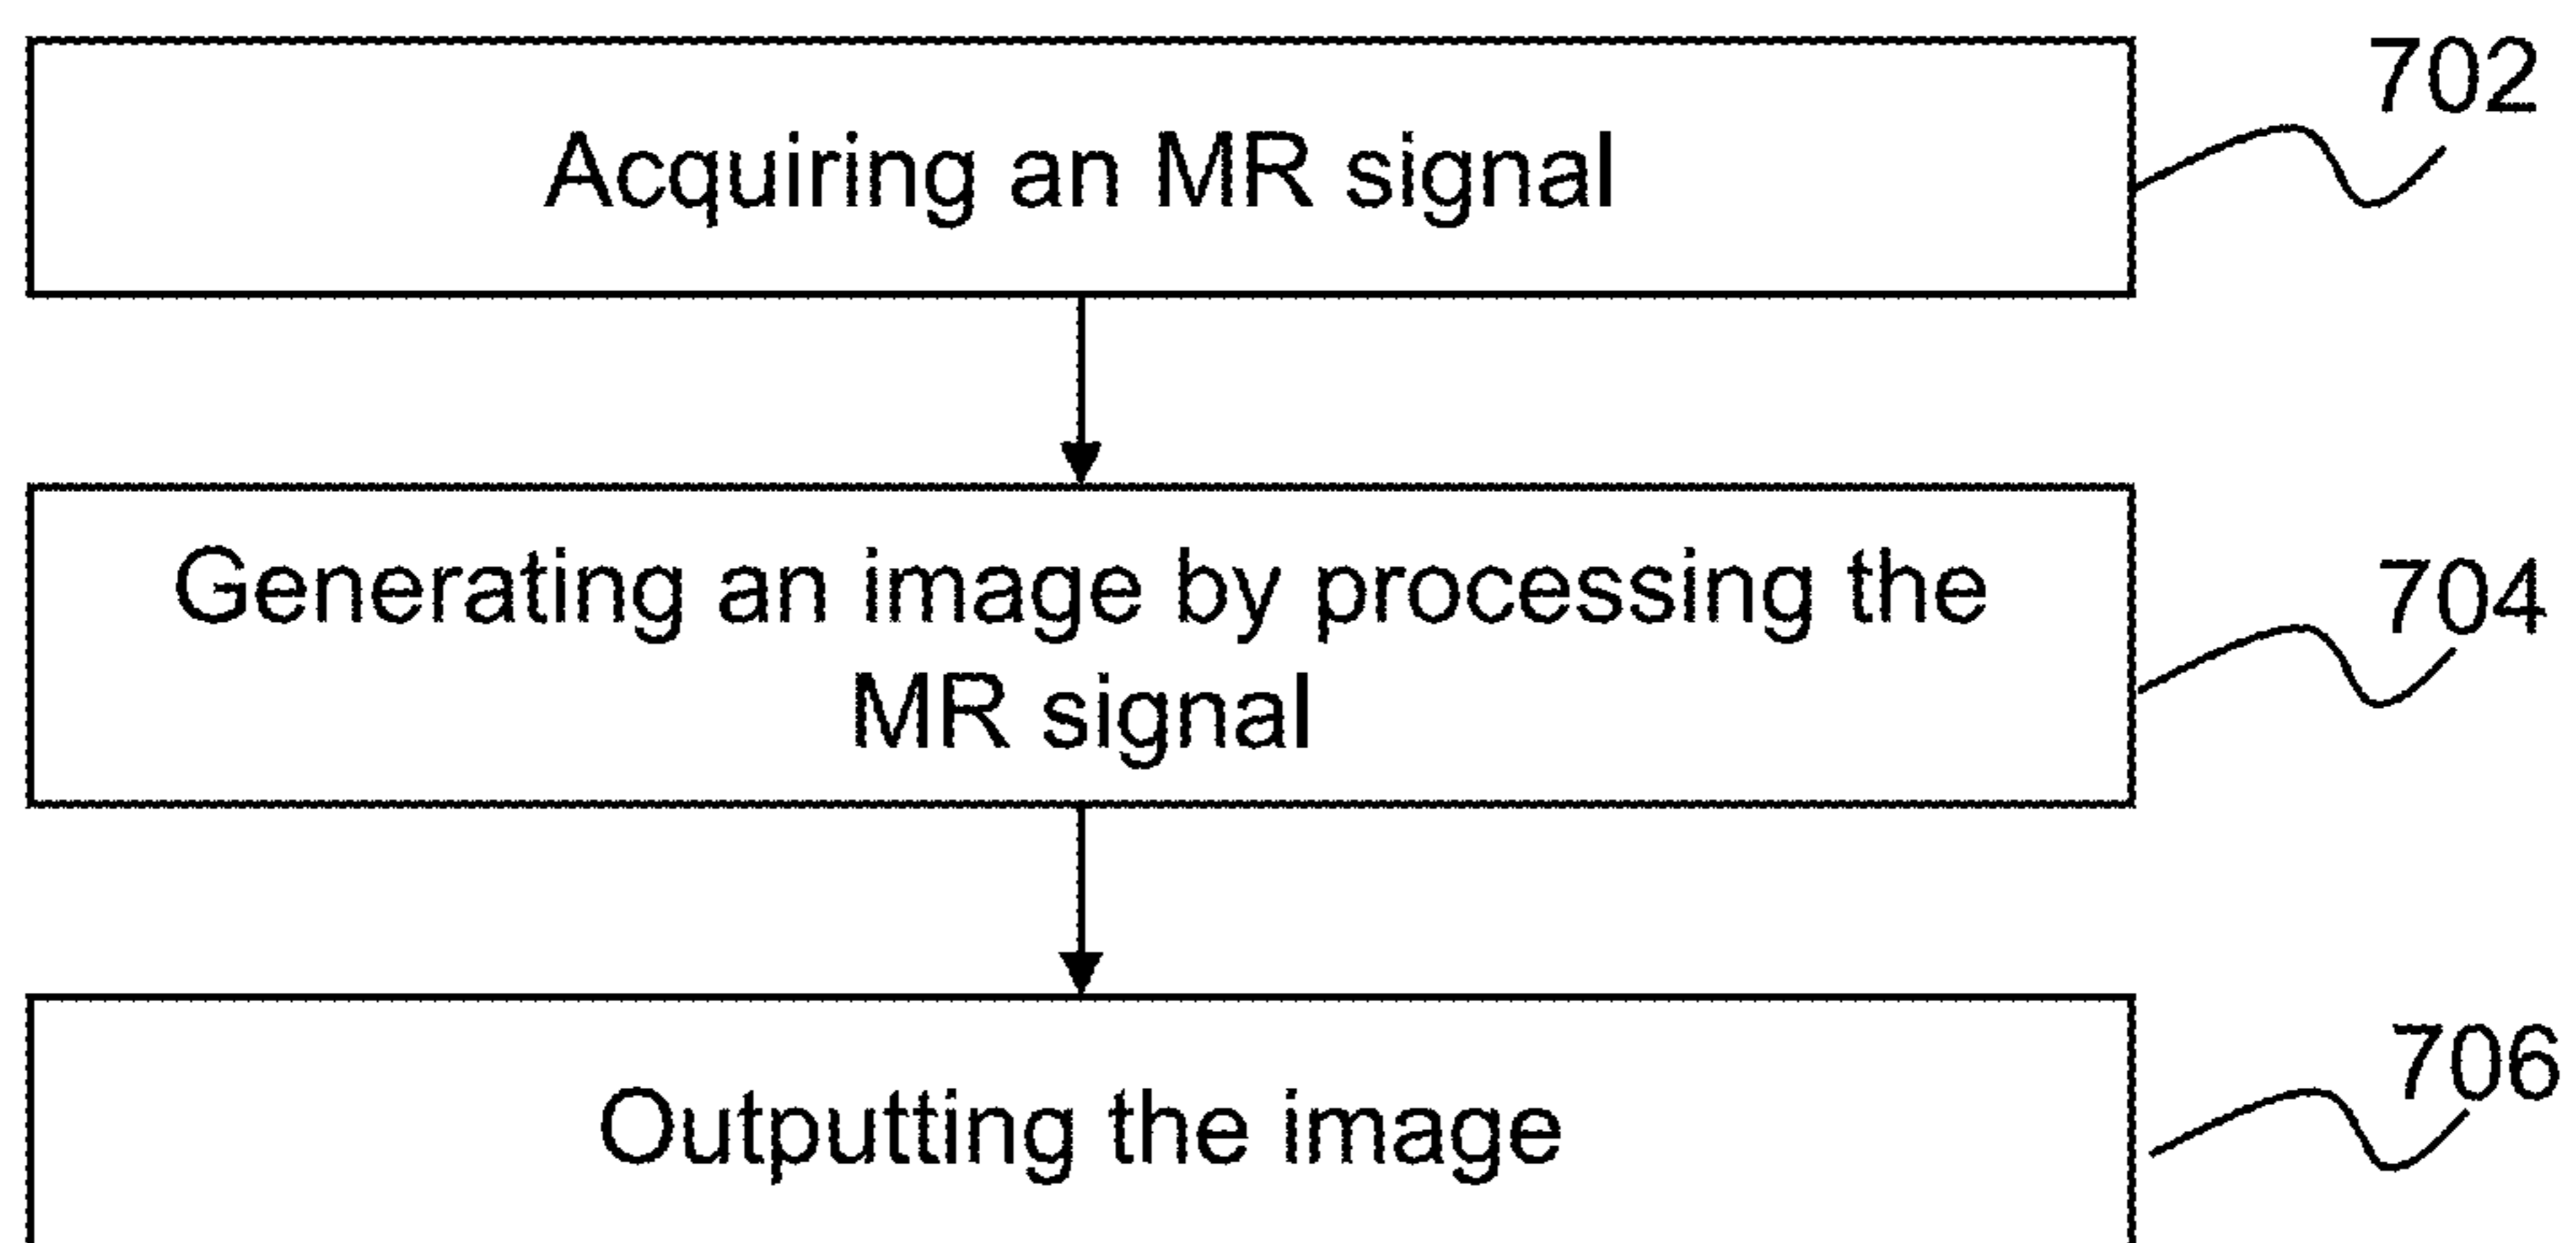 Acquiring an MR signal
702
Generating an image by processing the
MR signal
704
Outputting the image
706